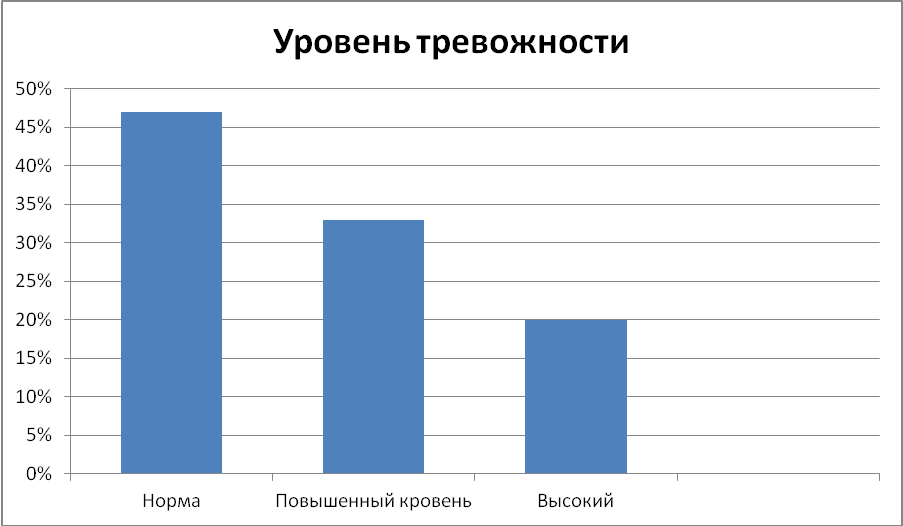 Уровень тревожности
50%
45%
40%
35%
30%
25%
20%
15%
10%
5%
0%
Норма
Повышенный кровень
Высокий